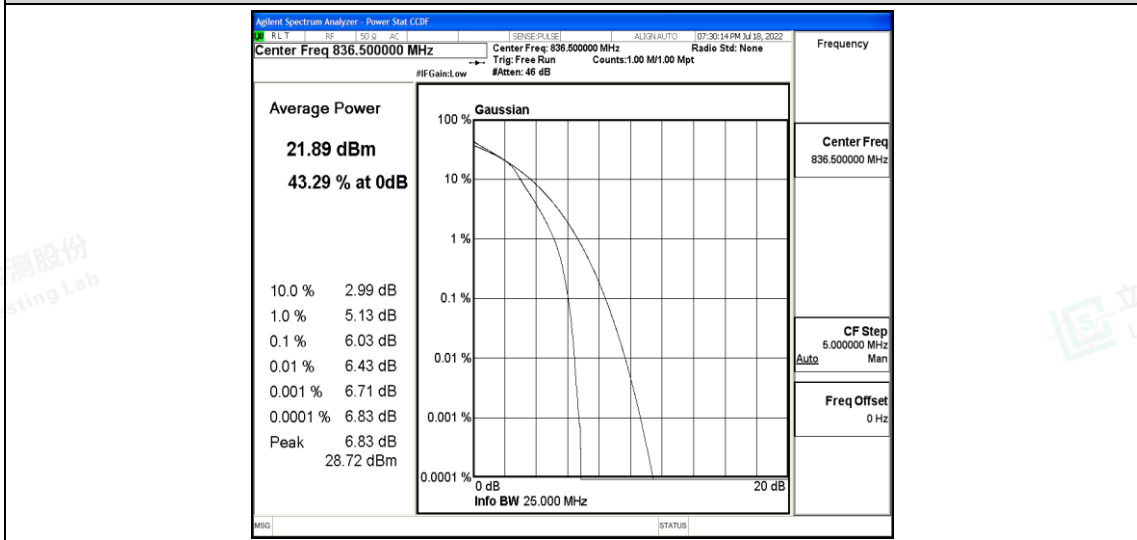 Agilent Spectrum Analyzer - Power Stat CCDF
RLT RF 50 Ω AC SENSE:PULSE ALIGN AUTO 07:30:14 PM Jul 18, 2022
Center Freq 836.500000 MHz
Center Freq: 836.500000 MHz Radio Std: None
Trig: Free Run Counts:1.00 M/1.00 Mpt
#IFGain:Low #Atten: 46 dB
Frequency
Average Power
21.89 dBm
43.29 % at 0dB
10.0 % 2.99 dB
1.0 % 5.13 dB
0.1 % 6.03 dB
0.01 % 6.43 dB
0.001 % 6.71 dB
0.0001 % 6.83 dB
Peak 6.83 dB
28.72 dBm
Gaussian
100 %
10 %
1 %
0.1 %
0.01 %
0.001 %
0.0001 %
0 dB 20 dB
Info BW 25.000 MHz
Center Freq
836.500000 MHz
CF Step
5.000000 MHz
Auto Man
Freq Offset
0 Hz
MSG STATUS
测股份
sting Lab
立